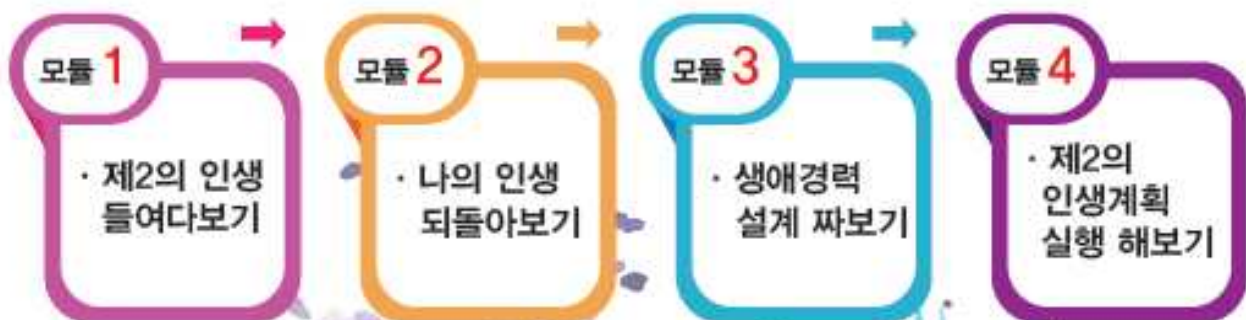 모듈 1
· 제2의 인생
들여다보기
모듈 2
· 나의 인생
되돌아보기
모듈 3
· 생애경력
설계 짜보기
모듈 4
· 제2의
인생계획
실행 해보기